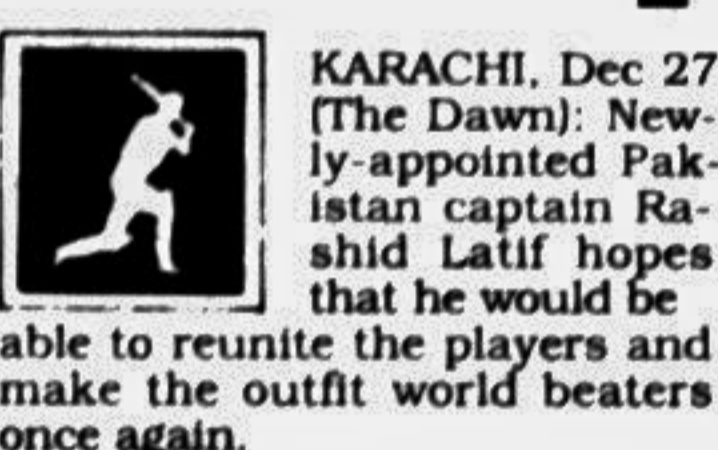 KARACHI, Dec 27
(The Dawn): New-
ly-appointed Pak-
istan captain Ra-
shid Latif hopes
that he would be
able to reunite the players and
make the outfit world beaters
once again.